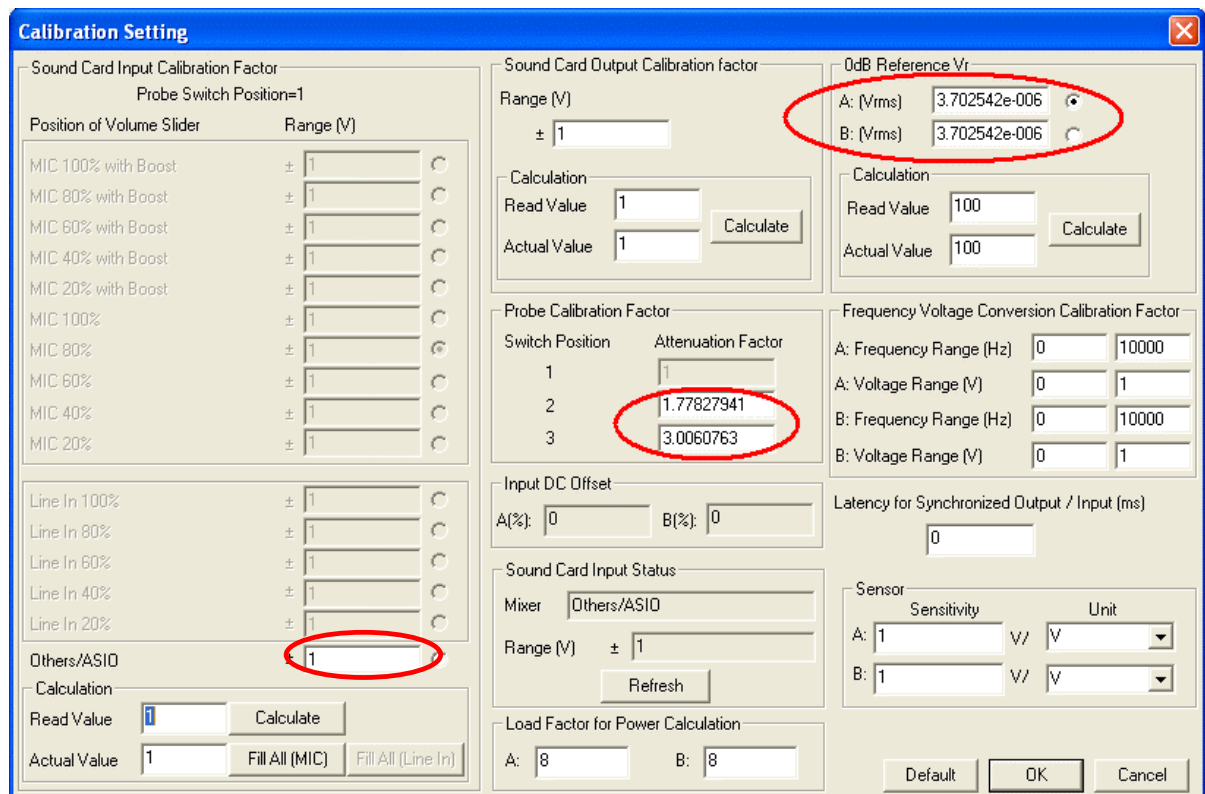 Calibration Setting
Sound Card Input Calibration Factor
Probe Switch Position=1
Position of Volume Slider Range (V)
MIC 100% with Boost ± 1
MIC 80% with Boost ± 1
MIC 60% with Boost ± 1
MIC 40% with Boost ± 1
MIC 20% with Boost ± 1
MIC 100% ± 1
MIC 80% ± 1
MIC 60% ± 1
MIC 40% ± 1
MIC 20% ± 1
Line In 100% ± 1
Line In 80% ± 1
Line In 60% ± 1
Line In 40% ± 1
Line In 20% ± 1
Others/ASIO ± 1
Calculation
Read Value 1 Calculate
Actual Value 1 Fill All (MIC) Fill All (Line In)
Sound Card Output Calibration factor
Range (V)
± 1
Calculation
Read Value 1
Calculate
Actual Value 1
Probe Calibration Factor
Switch Position Attenuation Factor
1 1
2 1.77827941
3 3.0060763
Input DC Offset
A(%): 0 B(%): 0
Sound Card Input Status
Mixer Others/ASIO
Range (V) ± 1
Refresh
Load Factor for Power Calculation
A: 8 B: 8
0dB Reference Vr
A: (Vrms) 3.702542e-006
B: (Vrms) 3.702542e-006
Calculation
Read Value 100
Calculate
Actual Value 100
Frequency Voltage Conversion Calibration Factor
A: Frequency Range (Hz) 0 10000
A: Voltage Range (V) 0 1
B: Frequency Range (Hz) 0 10000
B: Voltage Range (V) 0 1
Latency for Synchronized Output / Input (ms)
0
Sensor
Sensitivity Unit
A: 1 V/ V
B: 1 V/ V
Default OK Cancel